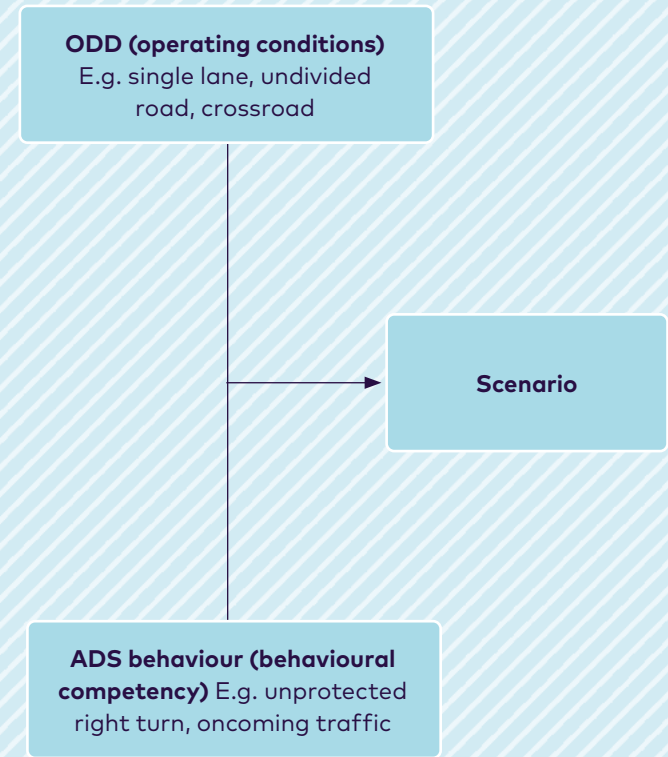 ODD (operating conditions)
E.g. single lane, undivided
road, crossroad
Scenario
ADS behaviour (behavioural
competency) E.g. unprotected
right turn, oncoming traffic